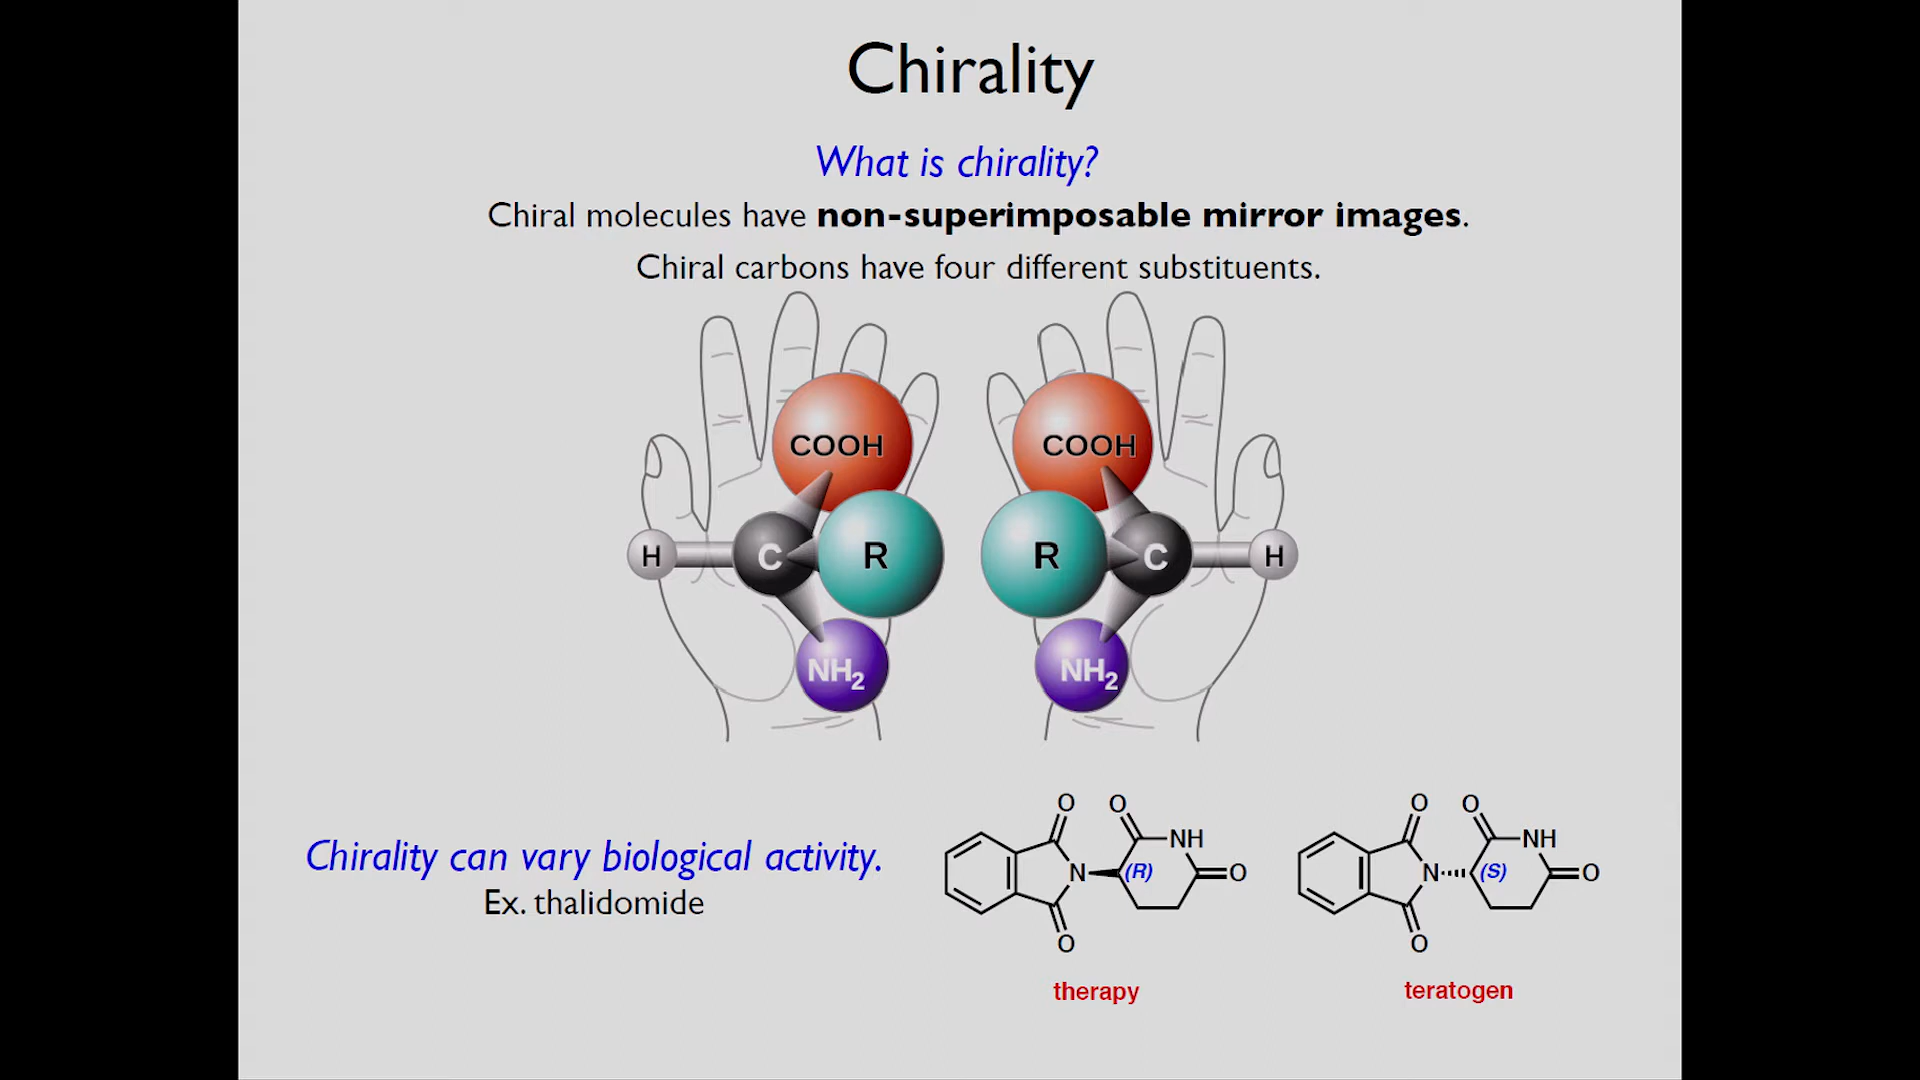 Chirality
What is chirality?
Chiral molecules have non-superimposable mirror images.
Chiral carbons have four different substituents.
COOH
H C R
NH2
COOH
R C H
NH2
Chirality can vary biological activity.
Ex. thalidomide
O O
NH
N (R) O
O
therapy
O O
NH
N (S) O
O
teratogen